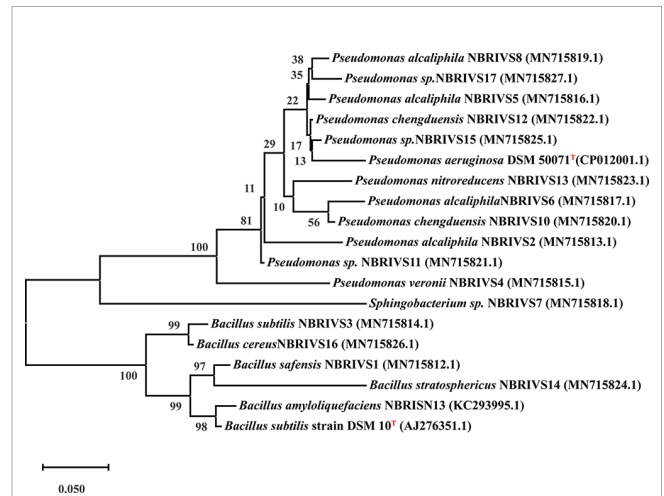 38
Pseudomonas alcaliphila NBRIVS8 (MN715819.1)
35
Pseudomonas sp.NBRIVS17 (MN715827.1)
22
Pseudomonas alcaliphila NBRIVS5 (MN715816.1)
Pseudomonas chengduensis NBRIVS12 (MN715822.1)
17
Pseudomonas sp.NBRIVS15 (MN715825.1)
29
13
Pseudomonas aeruginosa DSM 50071ᵀ(CP012001.1)
11
Pseudomonas nitroreducens NBRIVS13 (MN715823.1)
10
Pseudomonas alcaliphilaNBRIVS6 (MN715817.1)
81
56
Pseudomonas chengduensis NBRIVS10 (MN715820.1)
Pseudomonas alcaliphila NBRIVS2 (MN715813.1)
100
Pseudomonas sp. NBRIVS11 (MN715821.1)
Pseudomonas veronii NBRIVS4 (MN715815.1)
Sphingobacterium sp. NBRIVS7 (MN715818.1)
99
Bacillus subtilis NBRIVS3 (MN715814.1)
Bacillus cereusNBRIVS16 (MN715826.1)
97
Bacillus safensis NBRIVS1 (MN715812.1)
100
Bacillus stratosphericus NBRIVS14 (MN715824.1)
99
Bacillus amyloliquefaciens NBRISN13 (KC293995.1)
98
Bacillus subtilis strain DSM 10ᵀ (AJ276351.1)
0.050